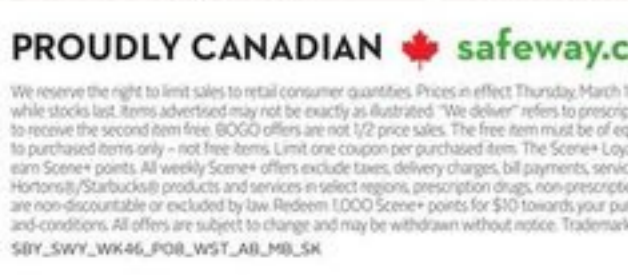 PROUDLY CANADIAN safeway.c
We reserve the right to limit sales to retail consumer quantities. Prices in effect Thursday, March 1
while stocks last. Items advertised may not be exactly as illustrated. "We deliver" refers to prescrip
to receive the second item free. BOGO offers are not 1/2 price sales. The free item must be of eq
to purchased items only – not free items. Limit one coupon per purchased item. The Scene+ Loya
earn Scene+ points. All weekly Scene+ offers exclude taxes, delivery charges, bill payments, servic
Hortons®/Starbucks® products and services in select regions, prescription drugs, non-prescriptio
are non-discountable or excluded by law. Redeem 1,000 Scene+ points for $10 towards your pur
and-conditions. All offers are subject to change and may be withdrawn without notice. Trademark
SBY_SWY_WK46_P08_WST_AB_MB_SK